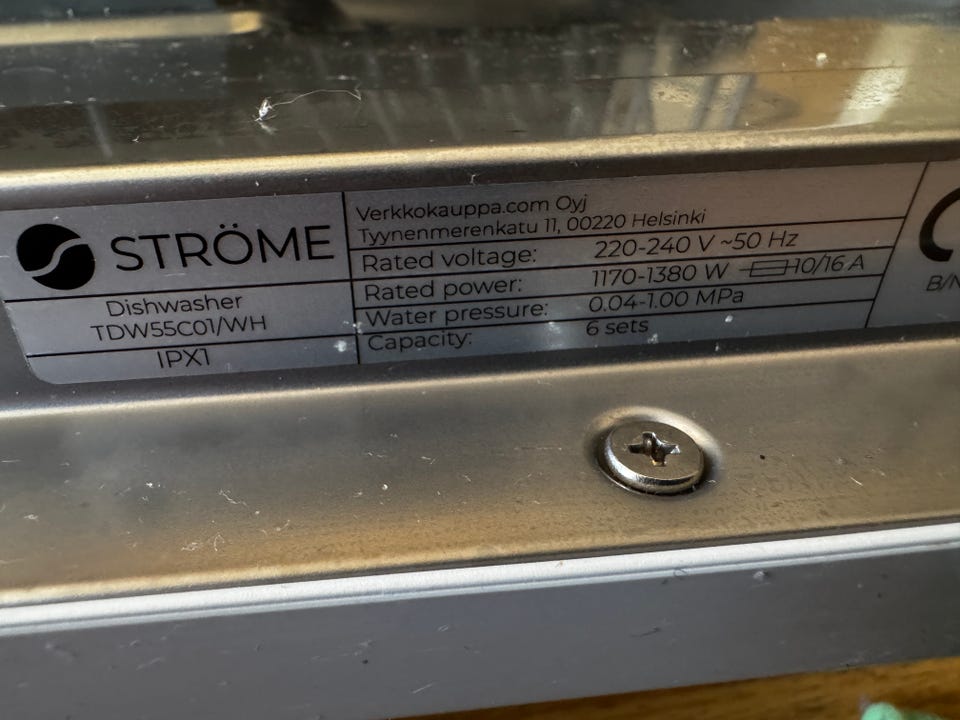 STRÖME
Dishwasher
TDW55C01/WH
IPX1
Verkkokauppa.com Oyj
Tyynenmerenkatu 11, 00220 Helsinki
Rated voltage: 220-240 V ~50 Hz
Rated power: 1170-1380 W 10/16 A
Water pressure: 0.04-1.00 MPa
Capacity: 6 sets